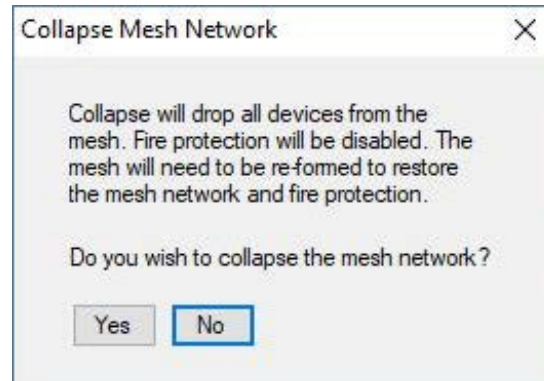 Collapse Mesh Network
Collapse will drop all devices from the
mesh. Fire protection will be disabled. The
mesh will need to be re-formed to restore
the mesh network and fire protection.
Do you wish to collapse the mesh network?
Yes No